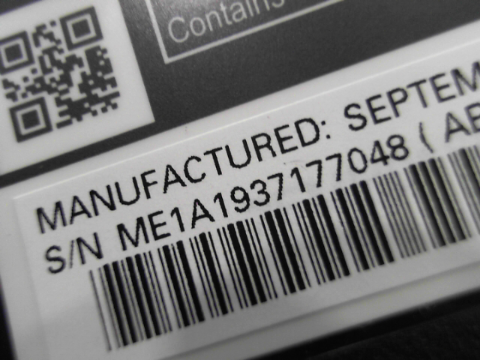 Contains
MANUFACTURED: SEPTEM
S/N ME1A1937177048 ( AB